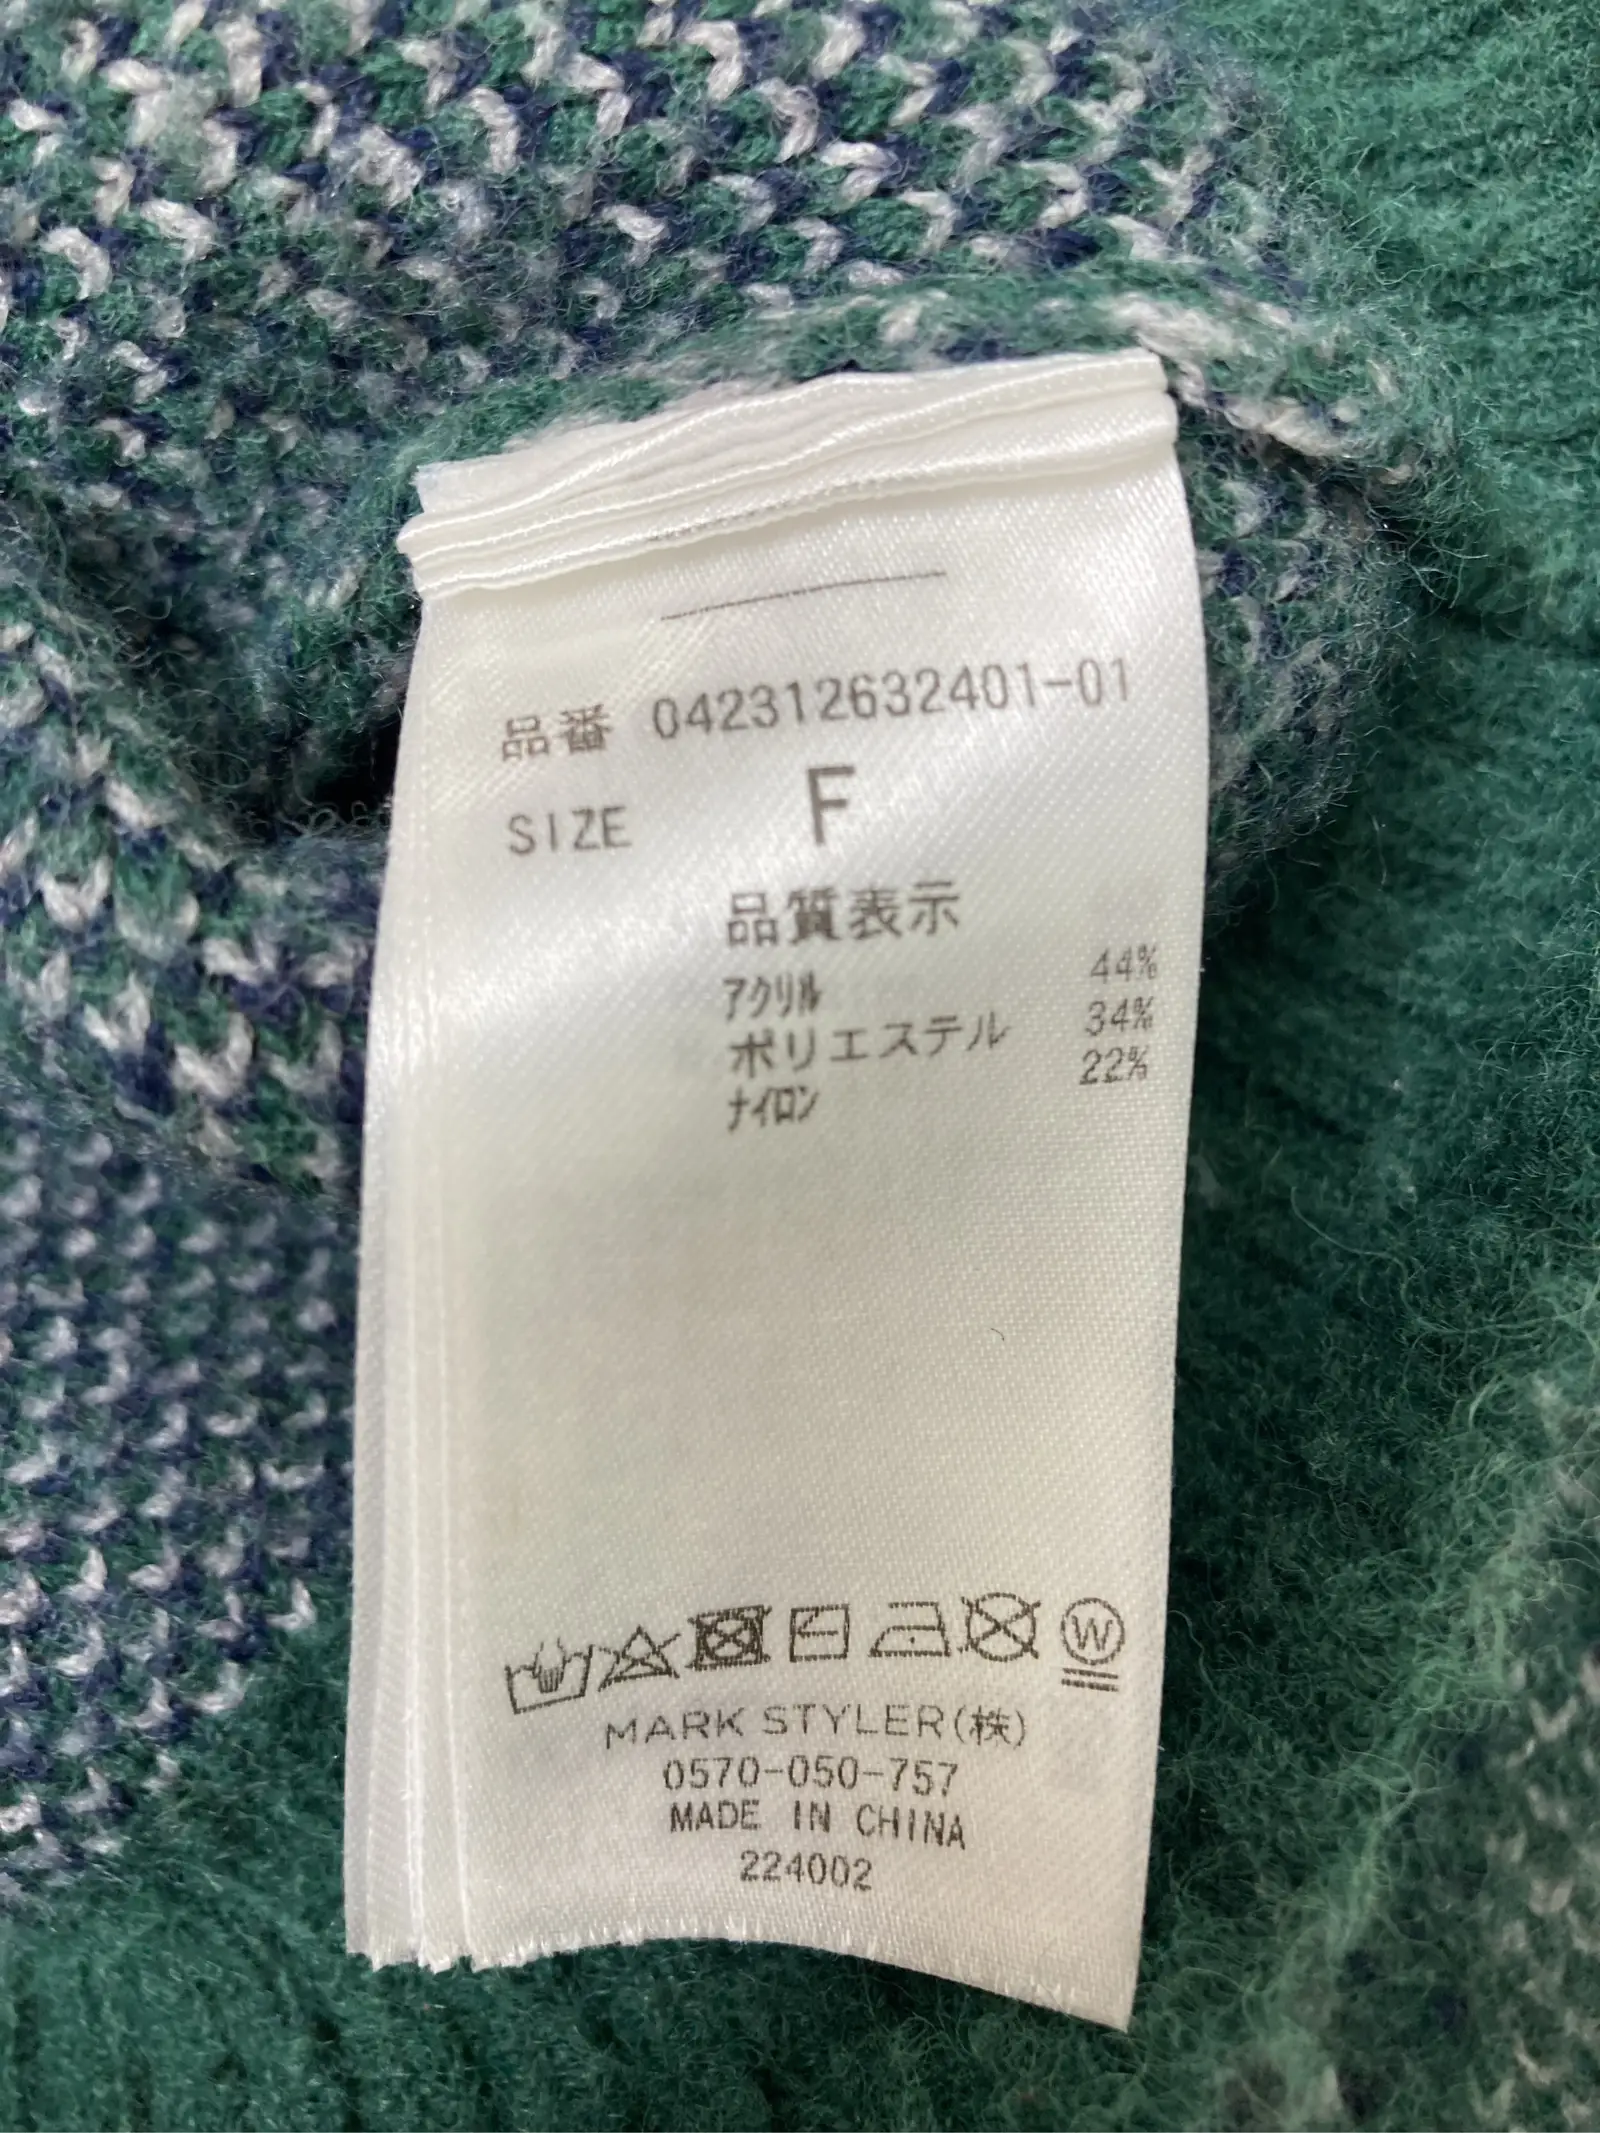 品番 042312632401-01
SIZE F
品質表示
アクリル 44%
ポリエステル 34%
ナイロン 22%
W
MARK STYLER(株)
0570-050-757
MADE IN CHINA
224002